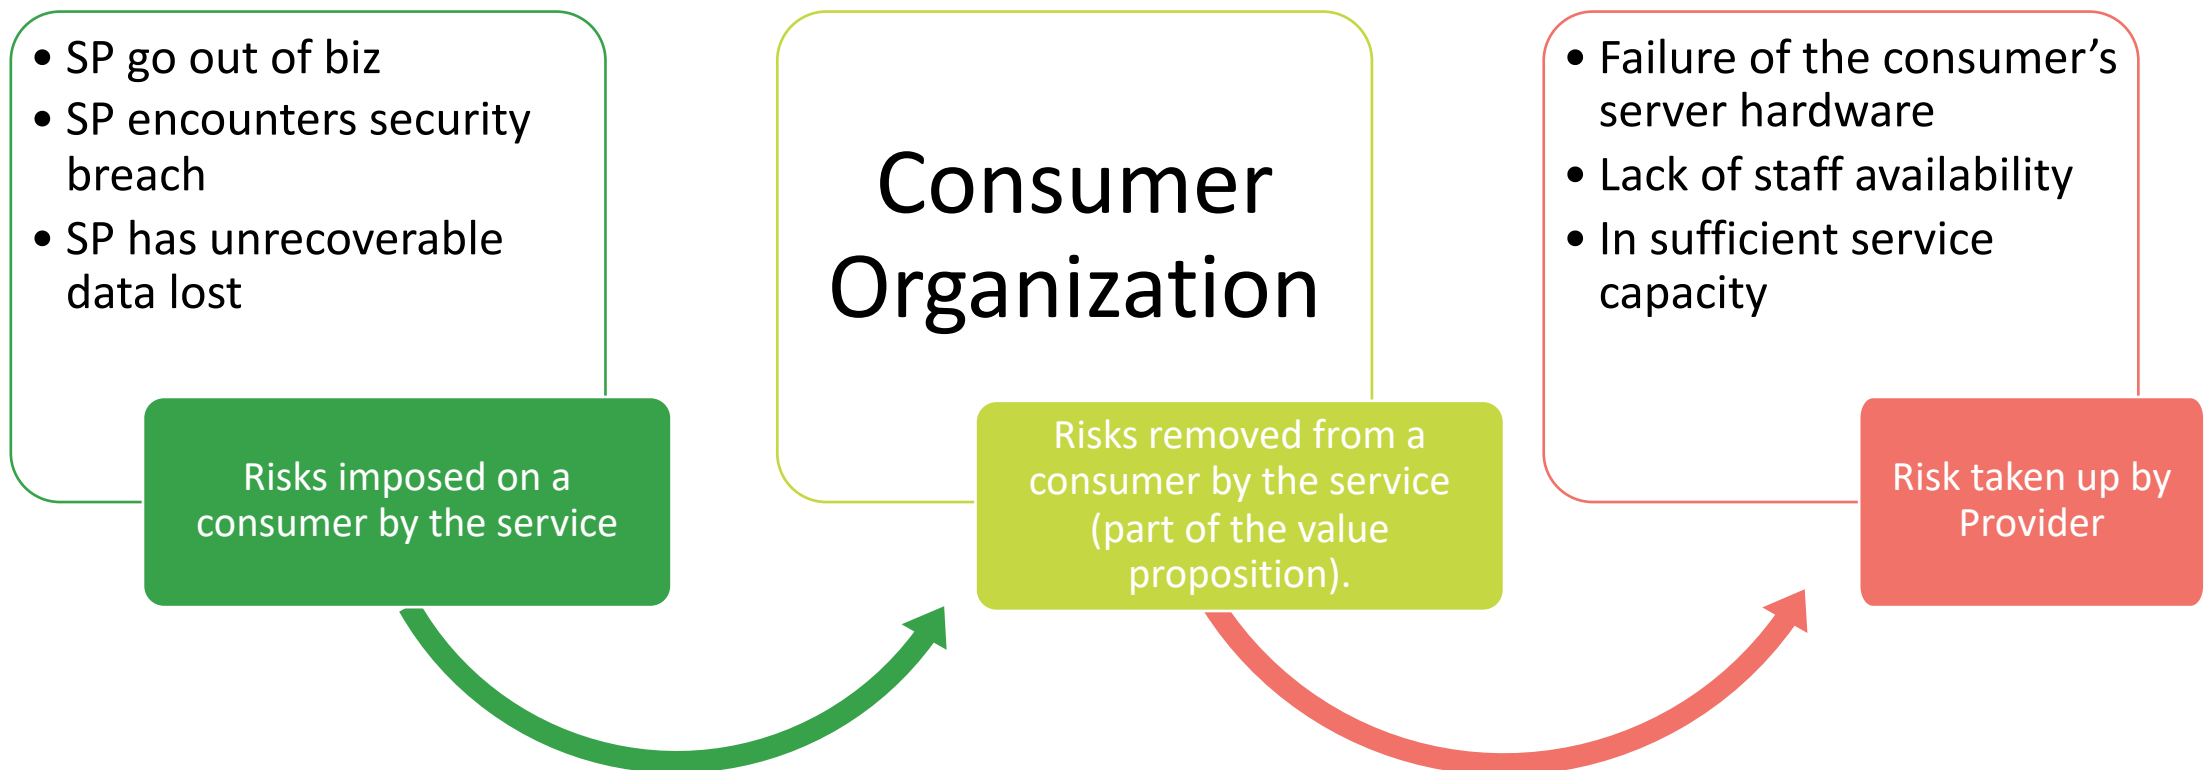 • SP go out of biz
• SP encounters security
breach
• SP has unrecoverable
data lost
Risks imposed on a
consumer by the service
Consumer
Organization
Risks removed from a
consumer by the service
(part of the value
proposition).
• Failure of the consumer’s
server hardware
• Lack of staff availability
• In sufficient service
capacity
Risk taken up by
Provider